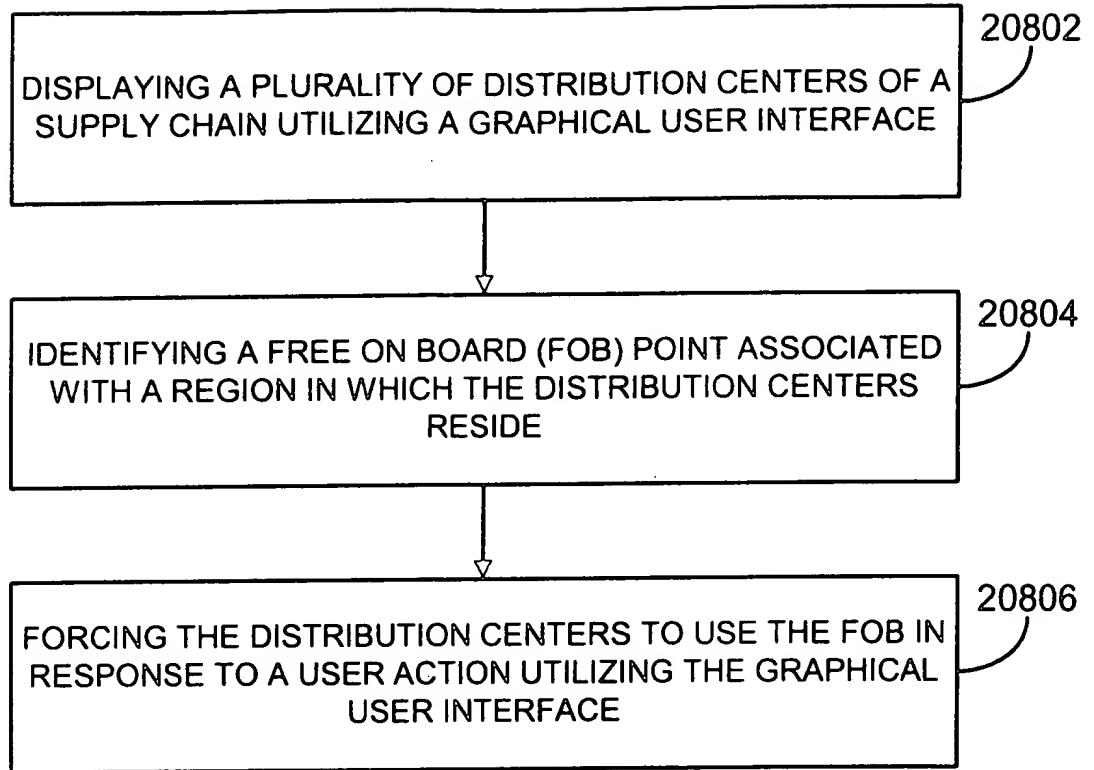 20802
DISPLAYING A PLURALITY OF DISTRIBUTION CENTERS OF A
SUPPLY CHAIN UTILIZING A GRAPHICAL USER INTERFACE
20804
IDENTIFYING A FREE ON BOARD (FOB) POINT ASSOCIATED
WITH A REGION IN WHICH THE DISTRIBUTION CENTERS
RESIDE
20806
FORCING THE DISTRIBUTION CENTERS TO USE THE FOB IN
RESPONSE TO A USER ACTION UTILIZING THE GRAPHICAL
USER INTERFACE